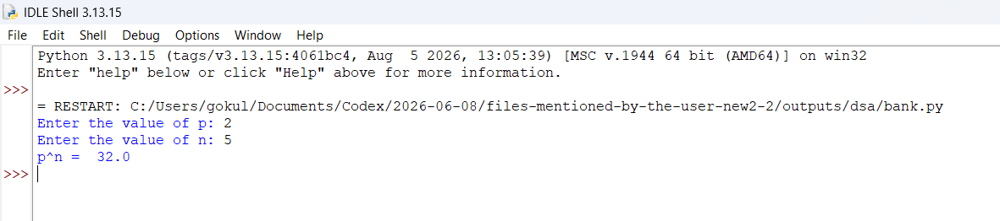 IDLE Shell 3.13.15
File Edit Shell Debug Options Window Help
Python 3.13.15 (tags/v3.13.15:4061bc4, Aug  5 2026, 13:05:39) [MSC v.1944 64 bit (AMD64)] on win32
Enter "help" below or click "Help" above for more information.
>>>
= RESTART: C:/Users/gokul/Documents/Codex/2026-06-08/files-mentioned-by-the-user-new2-2/outputs/dsa/bank.py
Enter the value of p: 2
Enter the value of n: 5
p^n =  32.0
>>>